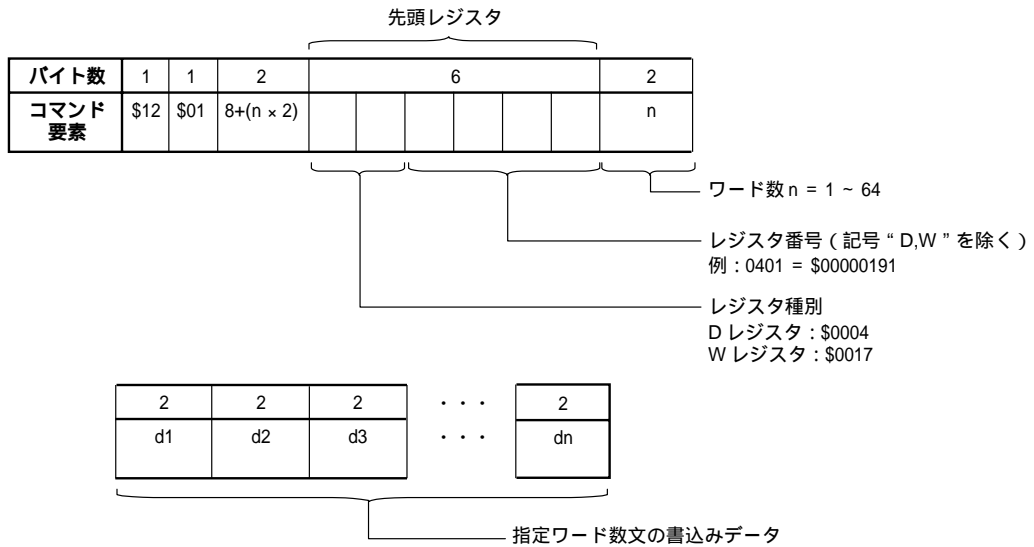 先頭レジスタ
バイト数 1 1 2 6 2
コマンド要素 $12 $01 8+(n × 2) n
ワード数 n = 1 ~ 64
レジスタ番号 ( 記号 “ D,W ” を除く )
例 : 0401 = $00000191
レジスタ種別
D レジスタ : $0004
W レジスタ : $0017
2 2 2 ・・・ 2
d1 d2 d3 ・・・ dn
指定ワード数文の書込みデータ